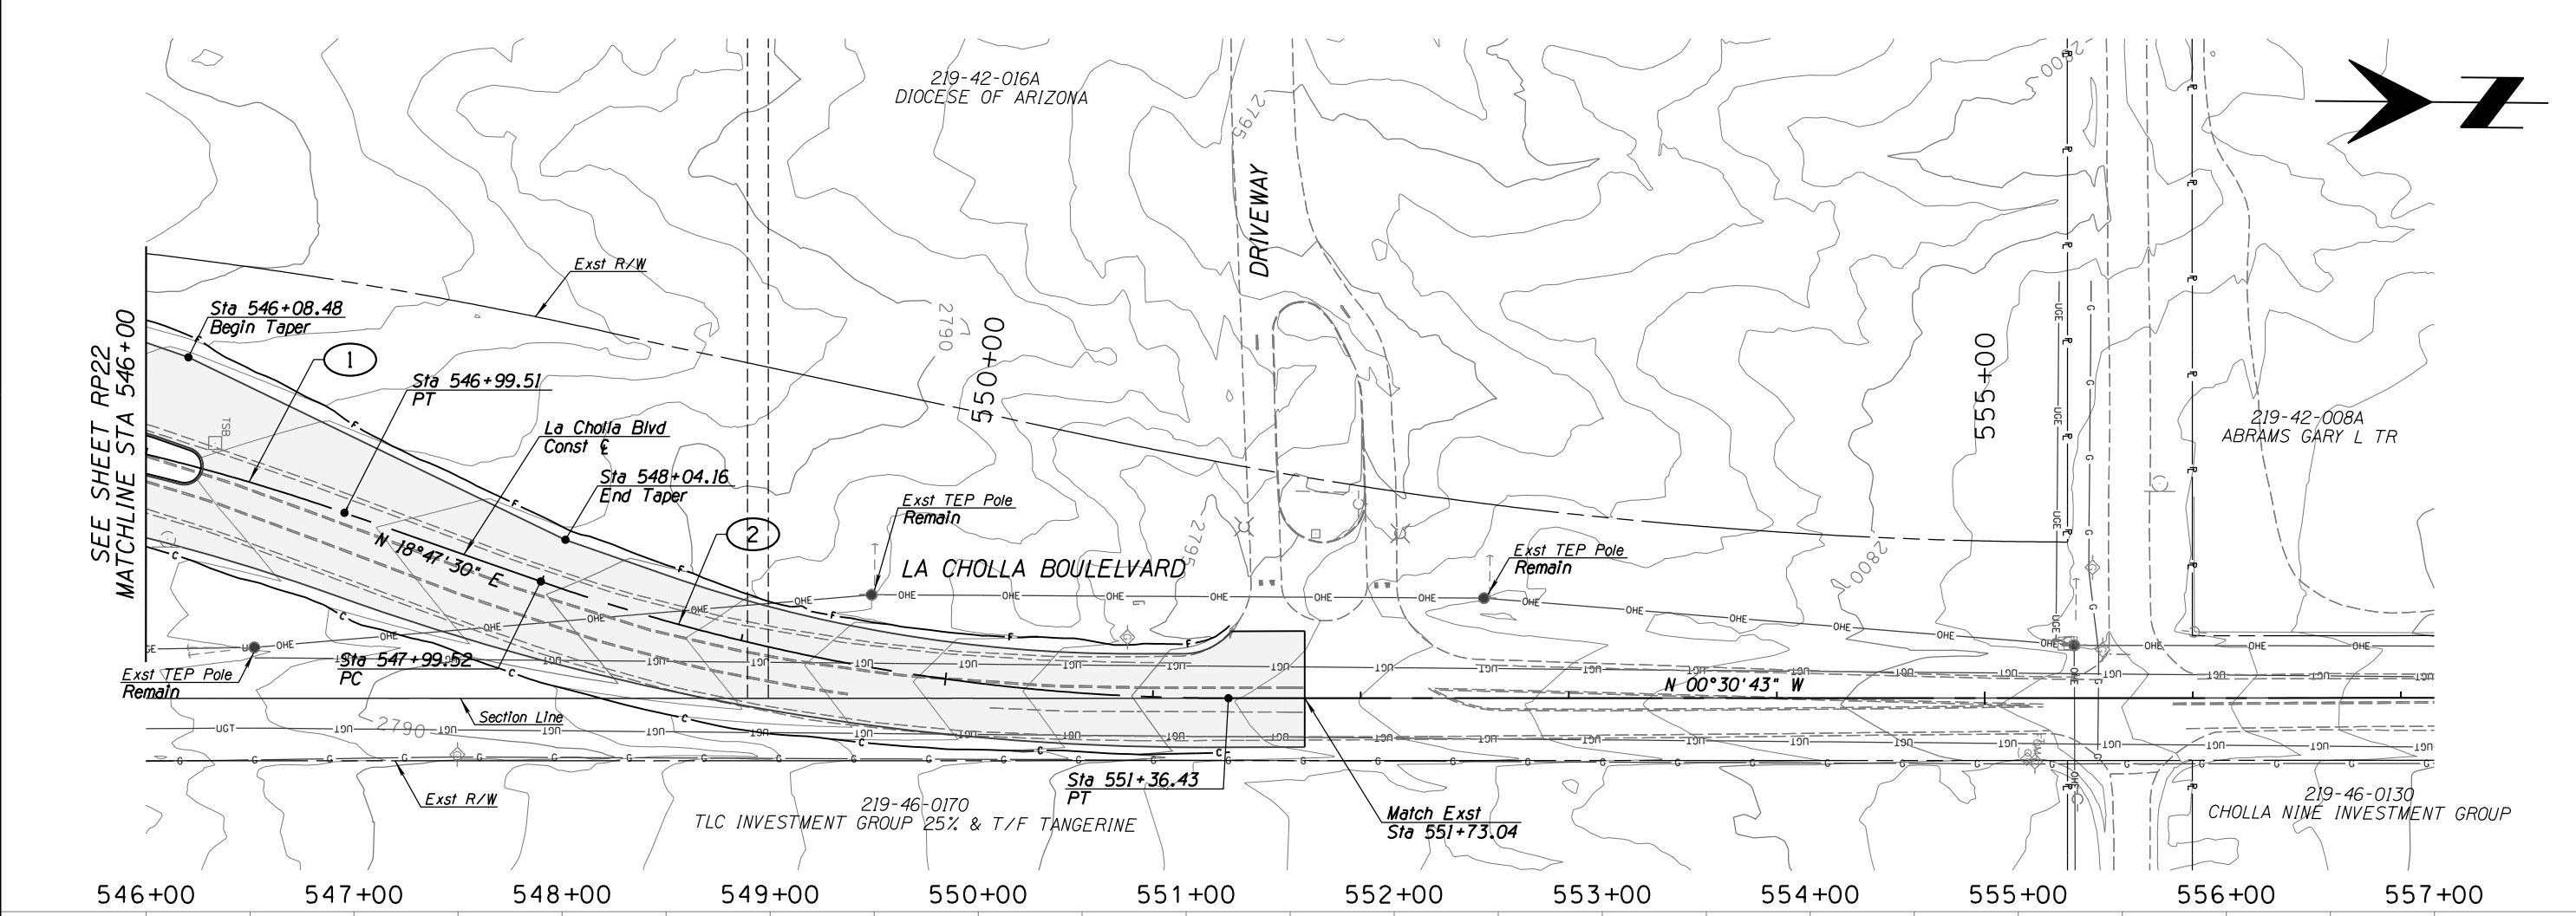 219-42-016A
DIOCESE OF ARIZONA
2795
2800
Z
DRIVEWAY
Exst R/W
Sta 546+08.48
Begin Taper
1
2790
550+00
555+00
SEE SHEET RP22
MATCHLINE STA 546+00
Sta 546+99.51
PT
TSB
La Cholla Blvd
Const ℄
Sta 548+04.16
End Taper
219-42-008A
ABRAMS GARY L TR
Exst TEP Pole
Remain
2
N 18°47'30" E
LA CHOLLA BOULELVARD
2795
Exst TEP Pole
Remain
2800
Exst TEP Pole
Remain
Sta 547+99.52
PC
N 00°30'43" W
Section Line
2790
Exst R/W
Sta 551+36.43
PT
Match Exst
Sta 551+73.04
219-46-0170
TLC INVESTMENT GROUP 25% & T/F TANGERINE
219-46-0130
CHOLLA NINE INVESTMENT GROUP
546+00 547+00 548+00 549+00 550+00 551+00 552+00 553+00 554+00 555+00 556+00 557+00